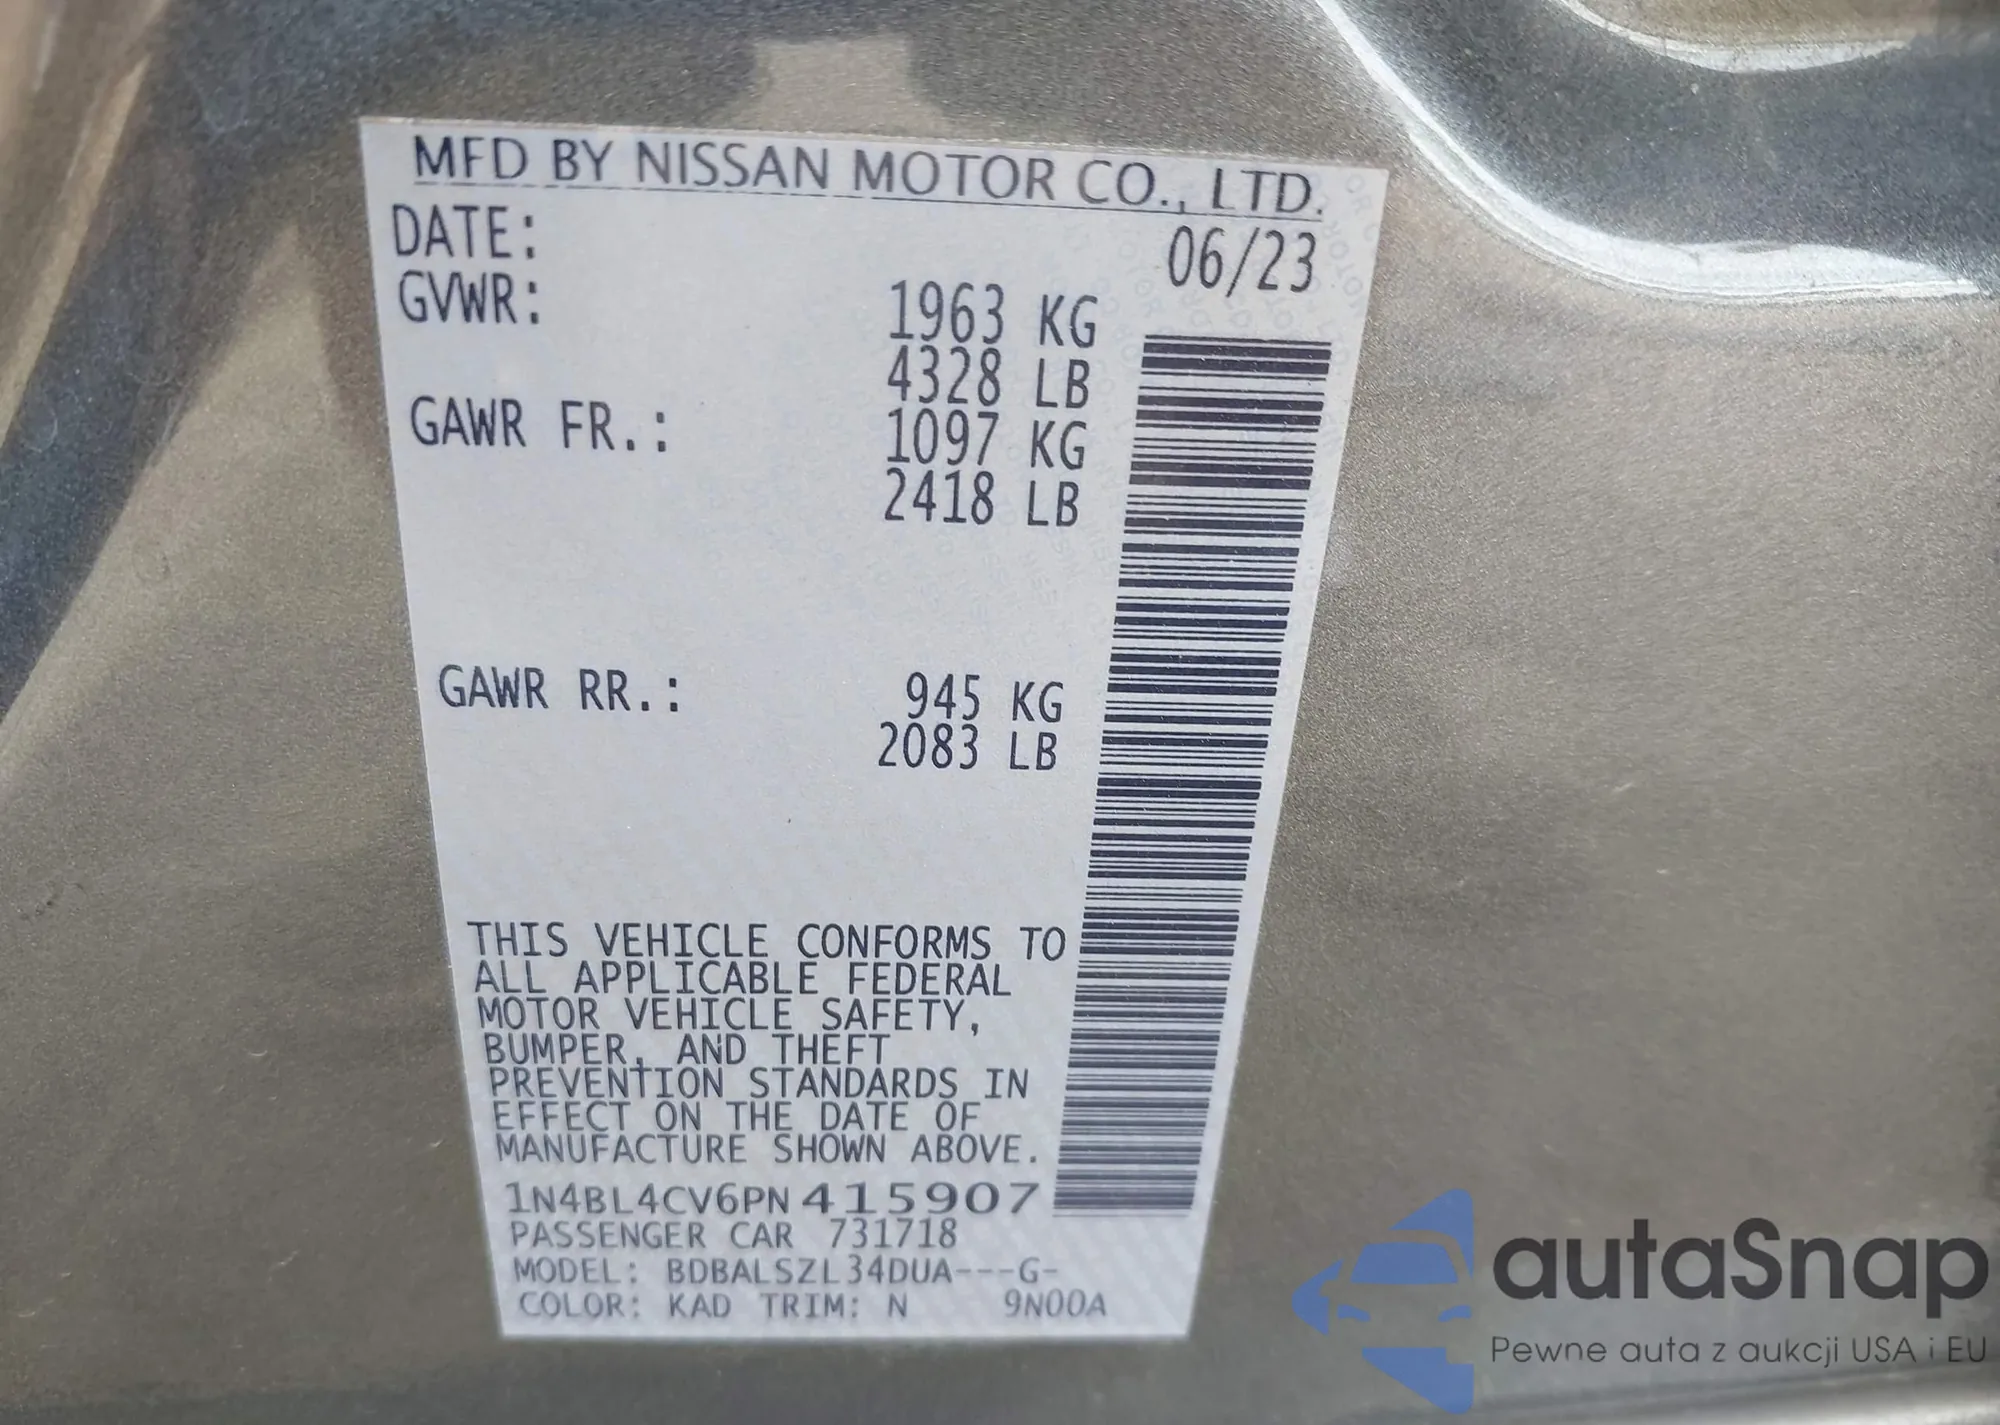 MFD BY NISSAN MOTOR CO., LTD.
DATE: 06/23
GVWR: 1963 KG
4328 LB
GAWR FR.: 1097 KG
2418 LB
GAWR RR.: 945 KG
2083 LB
THIS VEHICLE CONFORMS TO
ALL APPLICABLE FEDERAL
MOTOR VEHICLE SAFETY,
BUMPER, AND THEFT
PREVENTION STANDARDS IN
EFFECT ON THE DATE OF
MANUFACTURE SHOWN ABOVE.
1N4BL4CV6PN415907
PASSENGER CAR 731718
MODEL: BDBALSZL34DUA---G-
COLOR: KAD TRIM: N 9N00A
autaSnap
Pewne auta z aukcji USA i EU